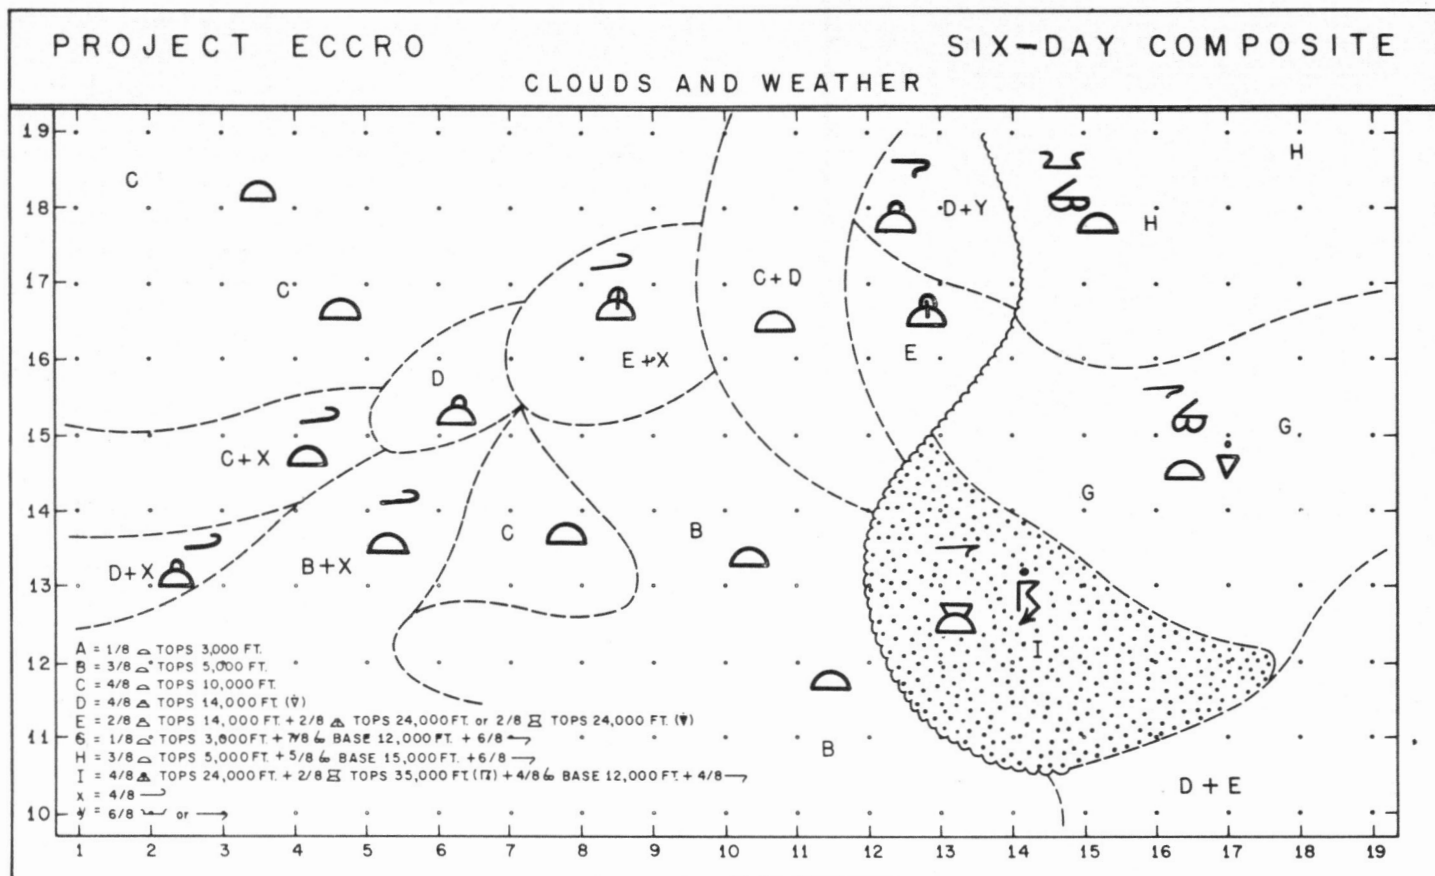 PROJECT ECCRO
SIX-DAY COMPOSITE
CLOUDS AND WEATHER
19
H
C
18
D+Y
H
17
C
C+D
16
D
E+X
E
15
C+X
G
14
G
D+X
B+X
C
B
13
A = 1/8 TOPS 3,000 FT.
B = 3/8 TOPS 5,000 FT.
12
I
C = 4/8 TOPS 10,000 FT.
D = 4/8 TOPS 14,000 FT. ( )
E = 2/8 TOPS 14,000 FT. + 2/8 TOPS 24,000 FT. or 2/8 TOPS 24,000 FT. ( )
11
B
G = 1/8 TOPS 3,000 FT. + 7/8 BASE 12,000 FT. + 6/8
H = 3/8 TOPS 5,000 FT. + 5/8 BASE 15,000 FT. + 6/8
I = 4/8 TOPS 24,000 FT. + 2/8 TOPS 35,000 FT. ( ) + 4/8 BASE 12,000 FT. + 4/8
X = 4/8
D + E
10
y = 6/8 or
1 2 3 4 5 6 7 8 9 10 11 12 13 14 15 16 17 18 19